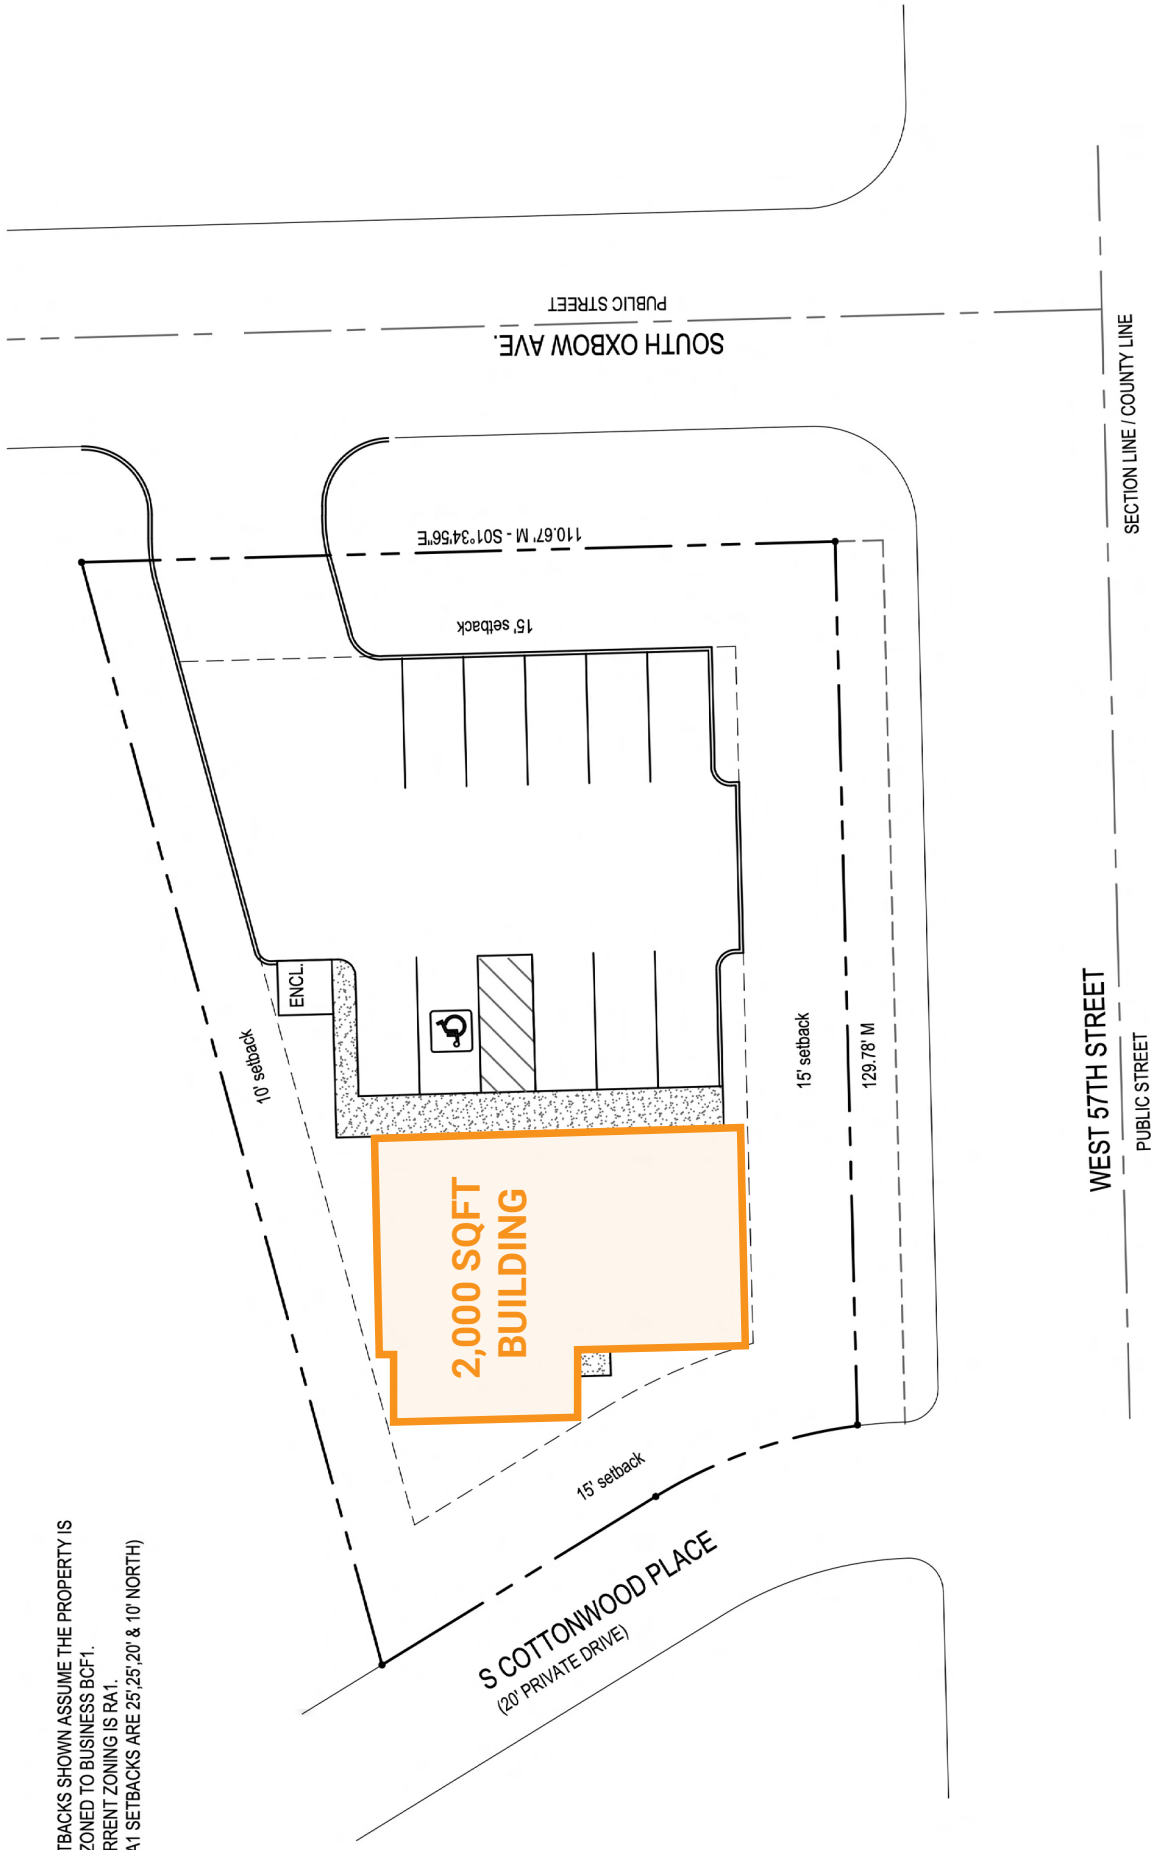 PUBLIC STREET
SOUTH OXBOW AVE.
SECTION LINE / COUNTY LINE
110.67' M - S01°34'56"E
15' setback
ENCL.
10' setback
15' setback
129.78' M
WEST 57TH STREET
PUBLIC STREET
2,000 SQFT
BUILDING
15' setback
S COTTONWOOD PLACE
(20' PRIVATE DRIVE)
TBACKS SHOWN ASSUME THE PROPERTY IS
ZONED TO BUSINESS BCF1.
RRENT ZONING IS RA1.
A1 SETBACKS ARE 25',25',20' & 10' NORTH)